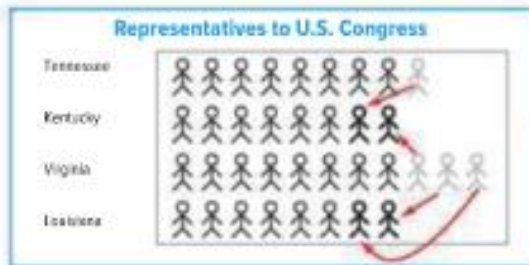 Representatives to U.S. Congress
Tennessee
Kentucky
Virginia
Louisiana